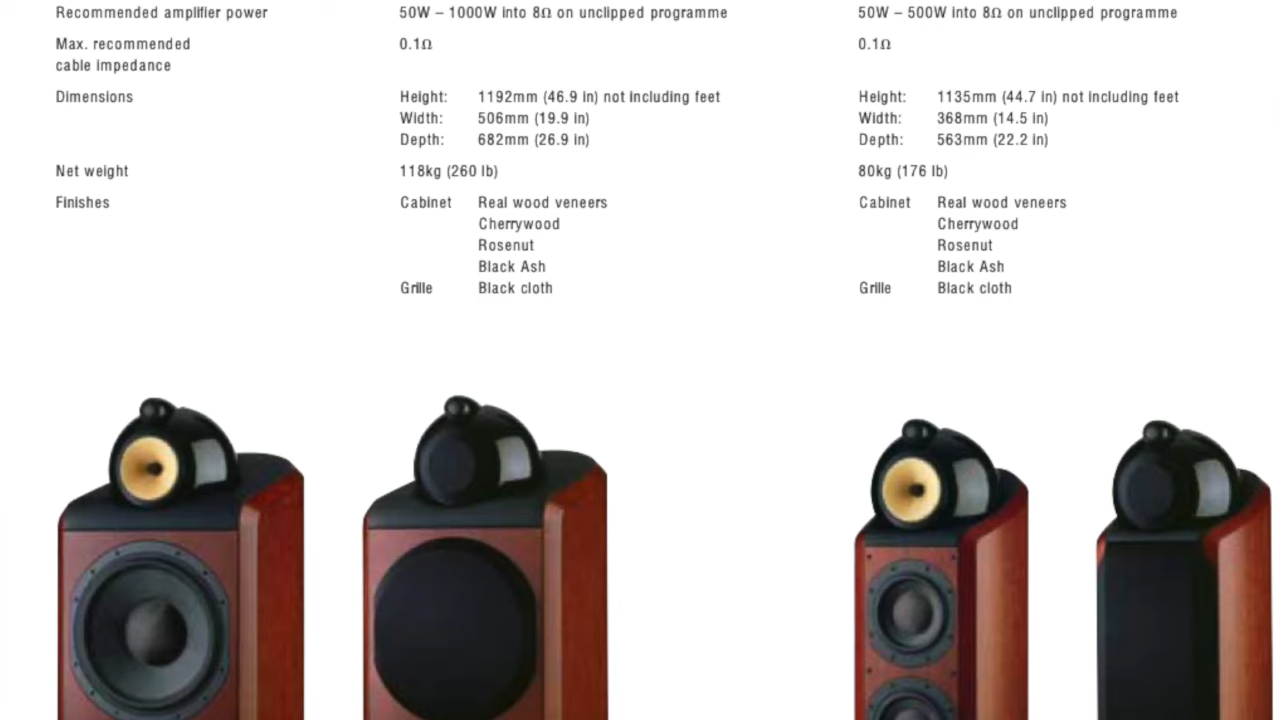 Recommended amplifier power 50W – 1000W into 8Ω on unclipped programme 50W – 500W into 8Ω on unclipped programme
Max. recommended 0.1Ω 0.1Ω
cable impedance
Dimensions Height: 1192mm (46.9 in) not including feet Height: 1135mm (44.7 in) not including feet
Width: 506mm (19.9 in) Width: 368mm (14.5 in)
Depth: 682mm (26.9 in) Depth: 563mm (22.2 in)
Net weight 118kg (260 lb) 80kg (176 lb)
Finishes Cabinet Real wood veneers Cabinet Real wood veneers
Cherrywood Cherrywood
Rosenut Rosenut
Black Ash Black Ash
Grille Black cloth Grille Black cloth